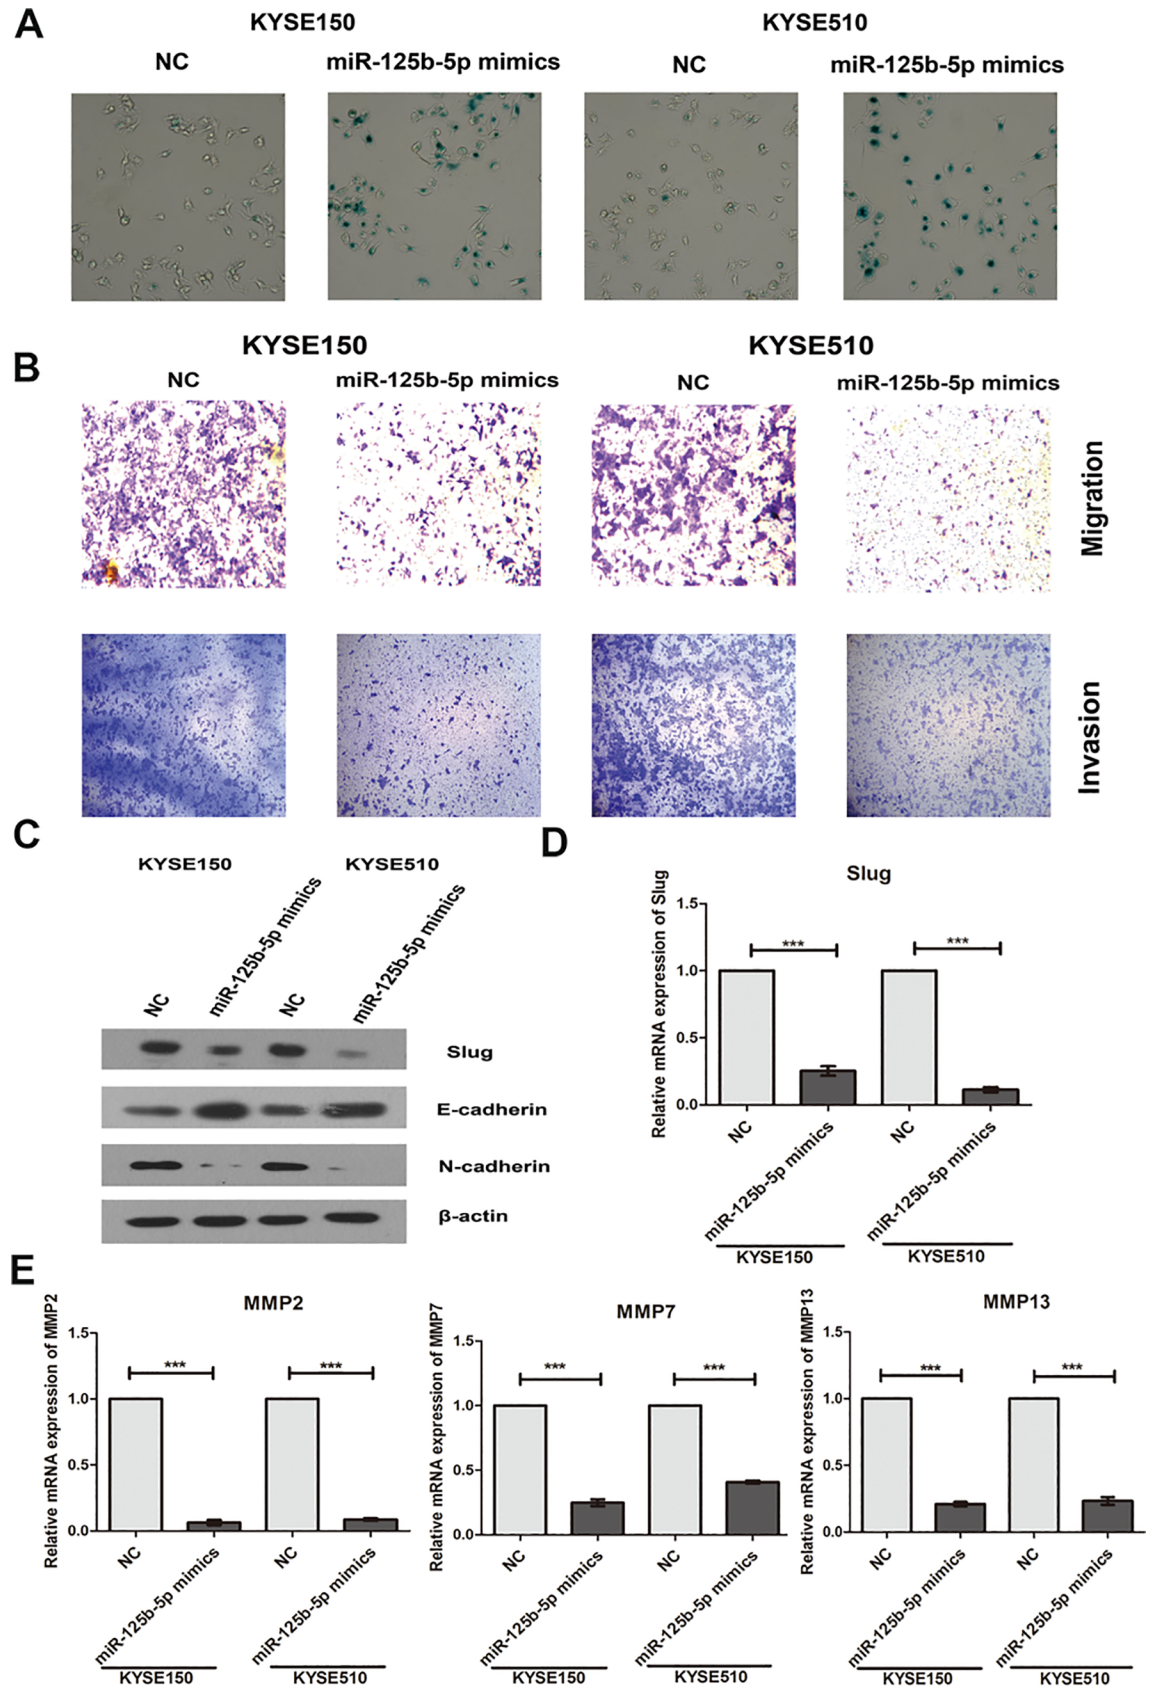 A
KYSE150
KYSE510
NC
miR-125b-5p mimics
NC
miR-125b-5p mimics
B
KYSE150
KYSE510
NC
miR-125b-5p mimics
NC
miR-125b-5p mimics
Migration
Invasion
C
KYSE150
KYSE510
NC
miR-125b-5p mimics
NC
miR-125b-5p mimics
Slug
E-cadherin
N-cadherin
β-actin
D
Slug
Relative mRNA expression of Slug
1.5
1.0
0.5
0.0
***
***
NC
miR-125b-5p mimics
NC
miR-125b-5p mimics
KYSE150
KYSE510
E
MMP2
Relative mRNA expression of MMP2
1.5
1.0
0.5
0.0
***
***
NC
miR-125b-5p mimics
NC
miR-125b-5p mimics
KYSE150
KYSE510
MMP7
Relative mRNA expression of MMP7
1.5
1.0
0.5
0.0
***
***
NC
miR-125b-5p mimics
NC
miR-125b-5p mimics
KYSE150
KYSE510
MMP13
Relative mRNA expression of MMP13
1.5
1.0
0.5
0.0
***
***
NC
miR-125b-5p mimics
NC
miR-125b-5p mimics
KYSE150
KYSE510